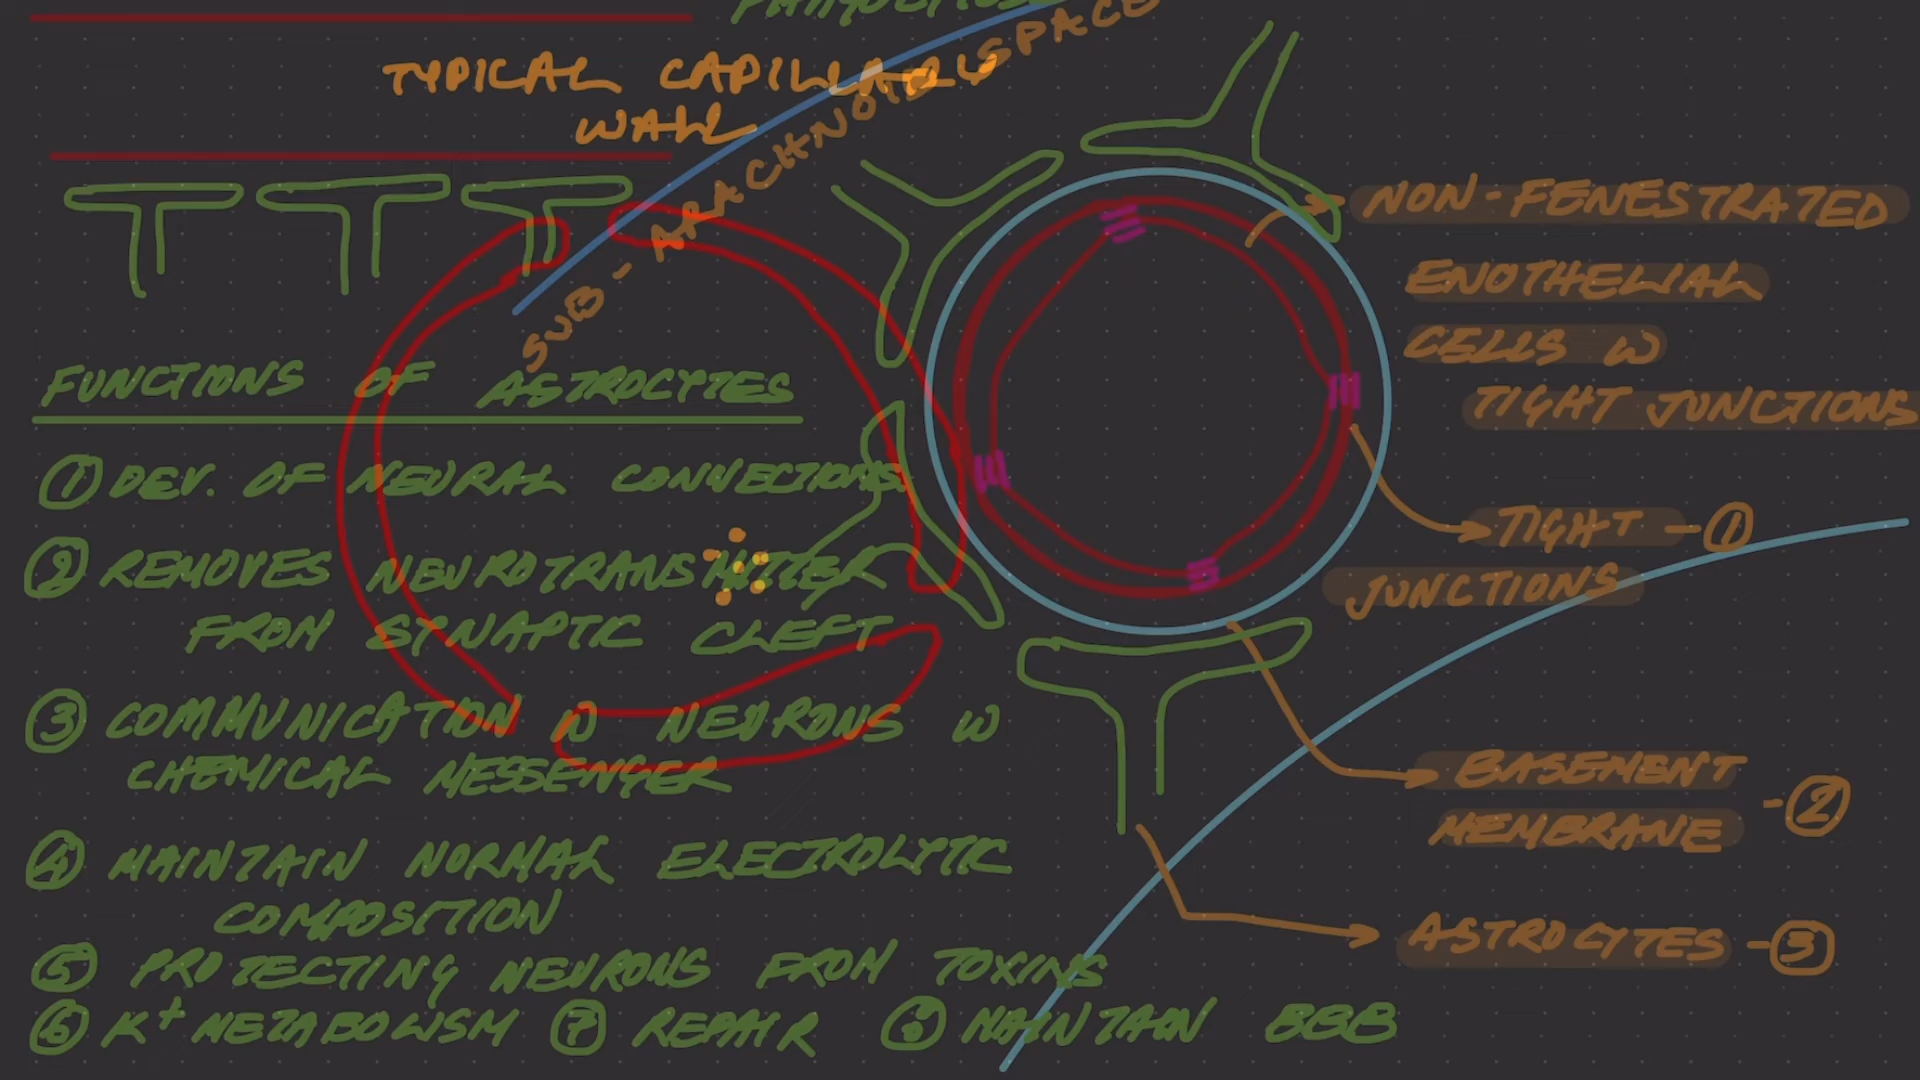 TYPICAL CAPILLARY
WALL
SUB-ARACHNOID SPACE
FUNCTIONS OF ASTROCYTES
① DEV. OF NEURAL CONNECTIONS
② REMOVES NEUROTRANSMITTER
FROM SYNAPTIC CLEFT
③ COMMUNICATION W NEURONS W
CHEMICAL MESSENGER
④ MAINTAIN NORMAL ELECTROLYTIC
COMPOSITION
⑤ PROTECTING NEURONS FROM TOXINS
⑥ K+ METABOLISM ⑦ REPAIR ⑧ MAINTAIN BBB
NON-FENESTRATED
ENOTHELIAL
CELLS W
TIGHT JUNCTIONS
TIGHT - ①
JUNCTIONS
BASEMENT
MEMBRANE - ②
ASTROCYTES - ③